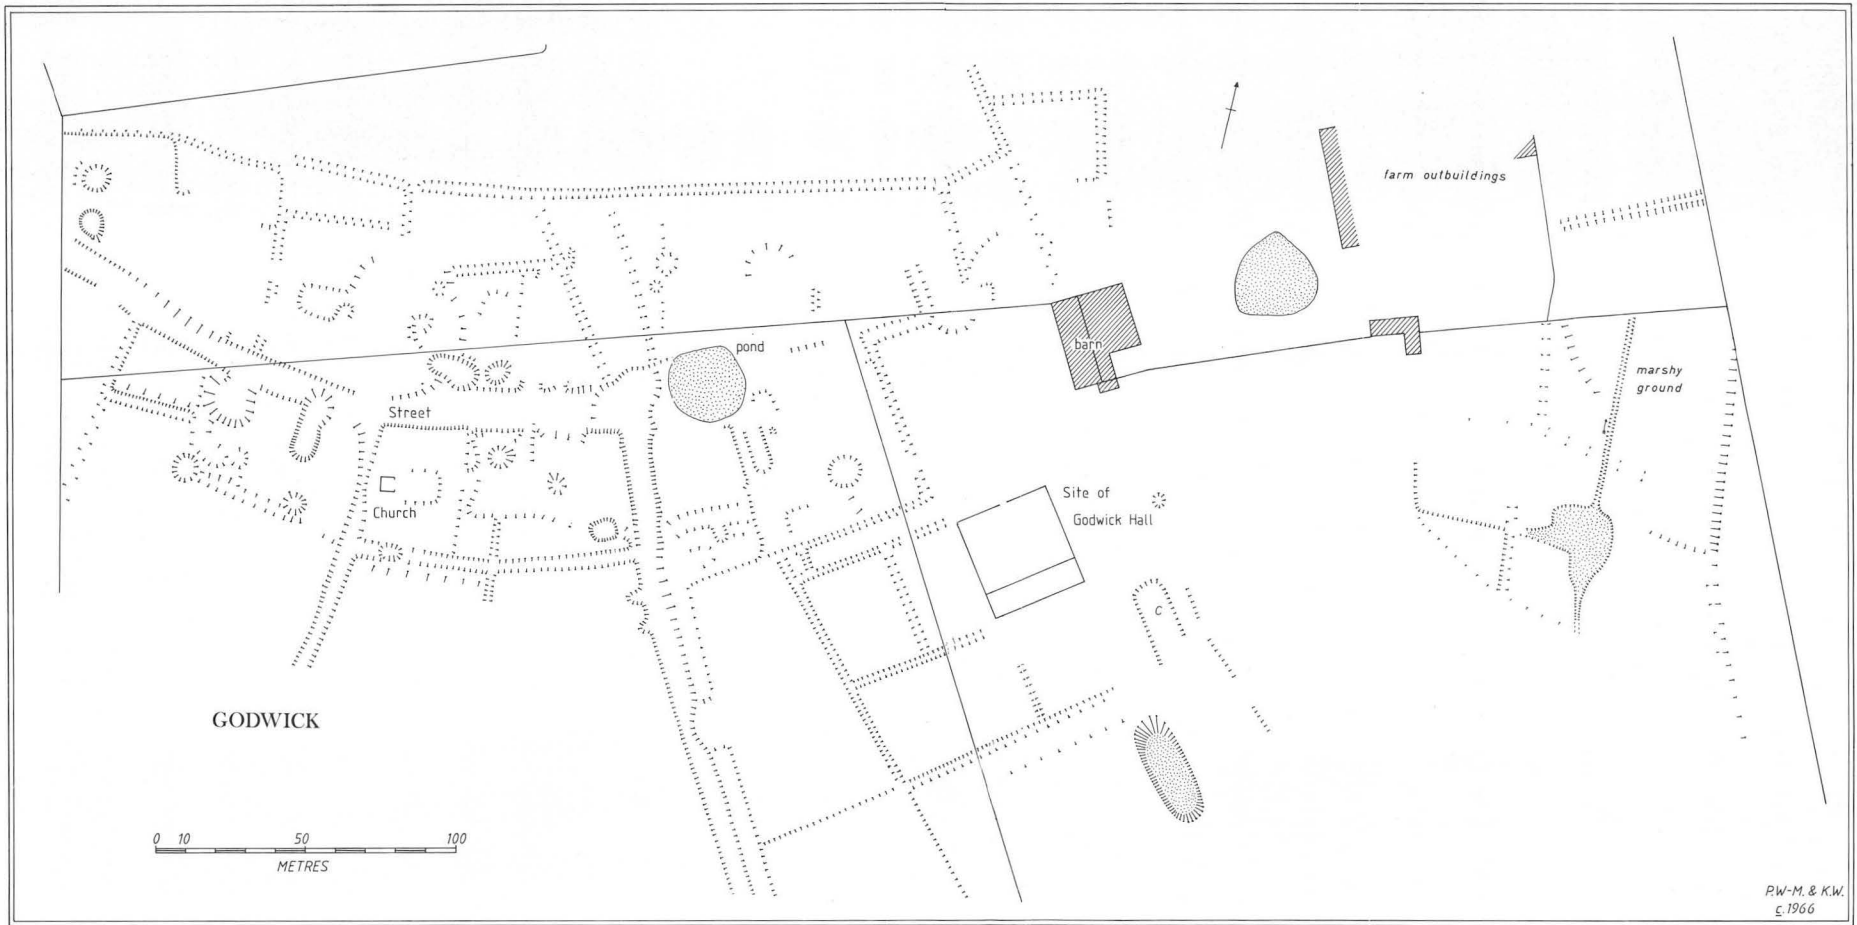 farm outbuildings
pond
barn
marshy
ground
Street
Church
Site of
Godwick Hall
C
GODWICK
0 10 50 100
METRES
P.W-M. & K.W.
c.1966